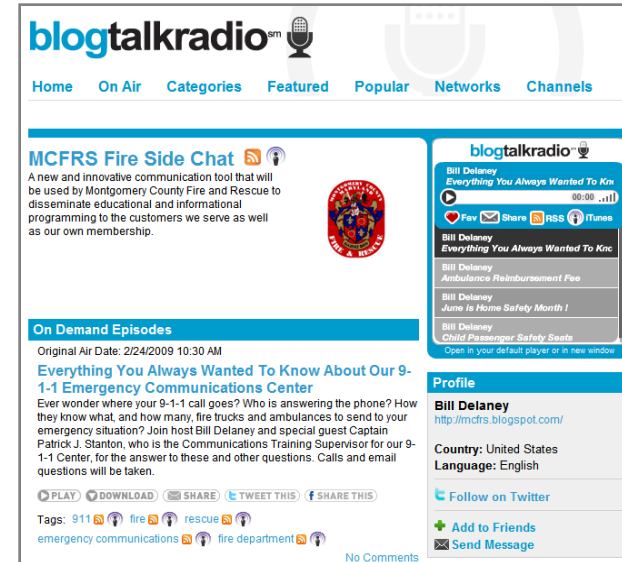 blogtalkradio sm
Home On Air Categories Featured Popular Networks Channels
MCFRS Fire Side Chat
A new and innovative communication tool that will
be used by Montgomery County Fire and Rescue to
disseminate educational and informational
programming to the customers we serve as well
as our own membership.
MONTGOMERY COUNTY
MARYLAND
FIRE & RESCUE
On Demand Episodes
Original Air Date: 2/24/2009 10:30 AM
Everything You Always Wanted To Know About Our 9-
1-1 Emergency Communications Center
Ever wonder where your 9-1-1 call goes? Who is answering the phone? How
they know what, and how many, fire trucks and ambulances to send to your
emergency situation? Join host Bill Delaney and special guest Captain
Patrick J. Stanton, who is the Communications Training Supervisor for our 9-
1-1 Center, for the answer to these and other questions. Calls and email
questions will be taken.
PLAY DOWNLOAD SHARE TWEET THIS SHARE THIS
Tags: 911 fire rescue
emergency communications fire department
No Comments
blogtalkradio
Bill Delaney
Everything You Always Wanted To Kn
00:00
Fav Share RSS iTunes
Bill Delaney
Everything You Always Wanted To Knc
Bill Delaney
Ambulance Reimbursement Fee
Bill Delaney
June is Home Safety Month !
Bill Delaney
Child Passenger Safety Seats
Open in your default player or in new window
Profile
Bill Delaney
http://mcfrs.blogspot.com/
Country: United States
Language: English
Follow on Twitter
Add to Friends
Send Message